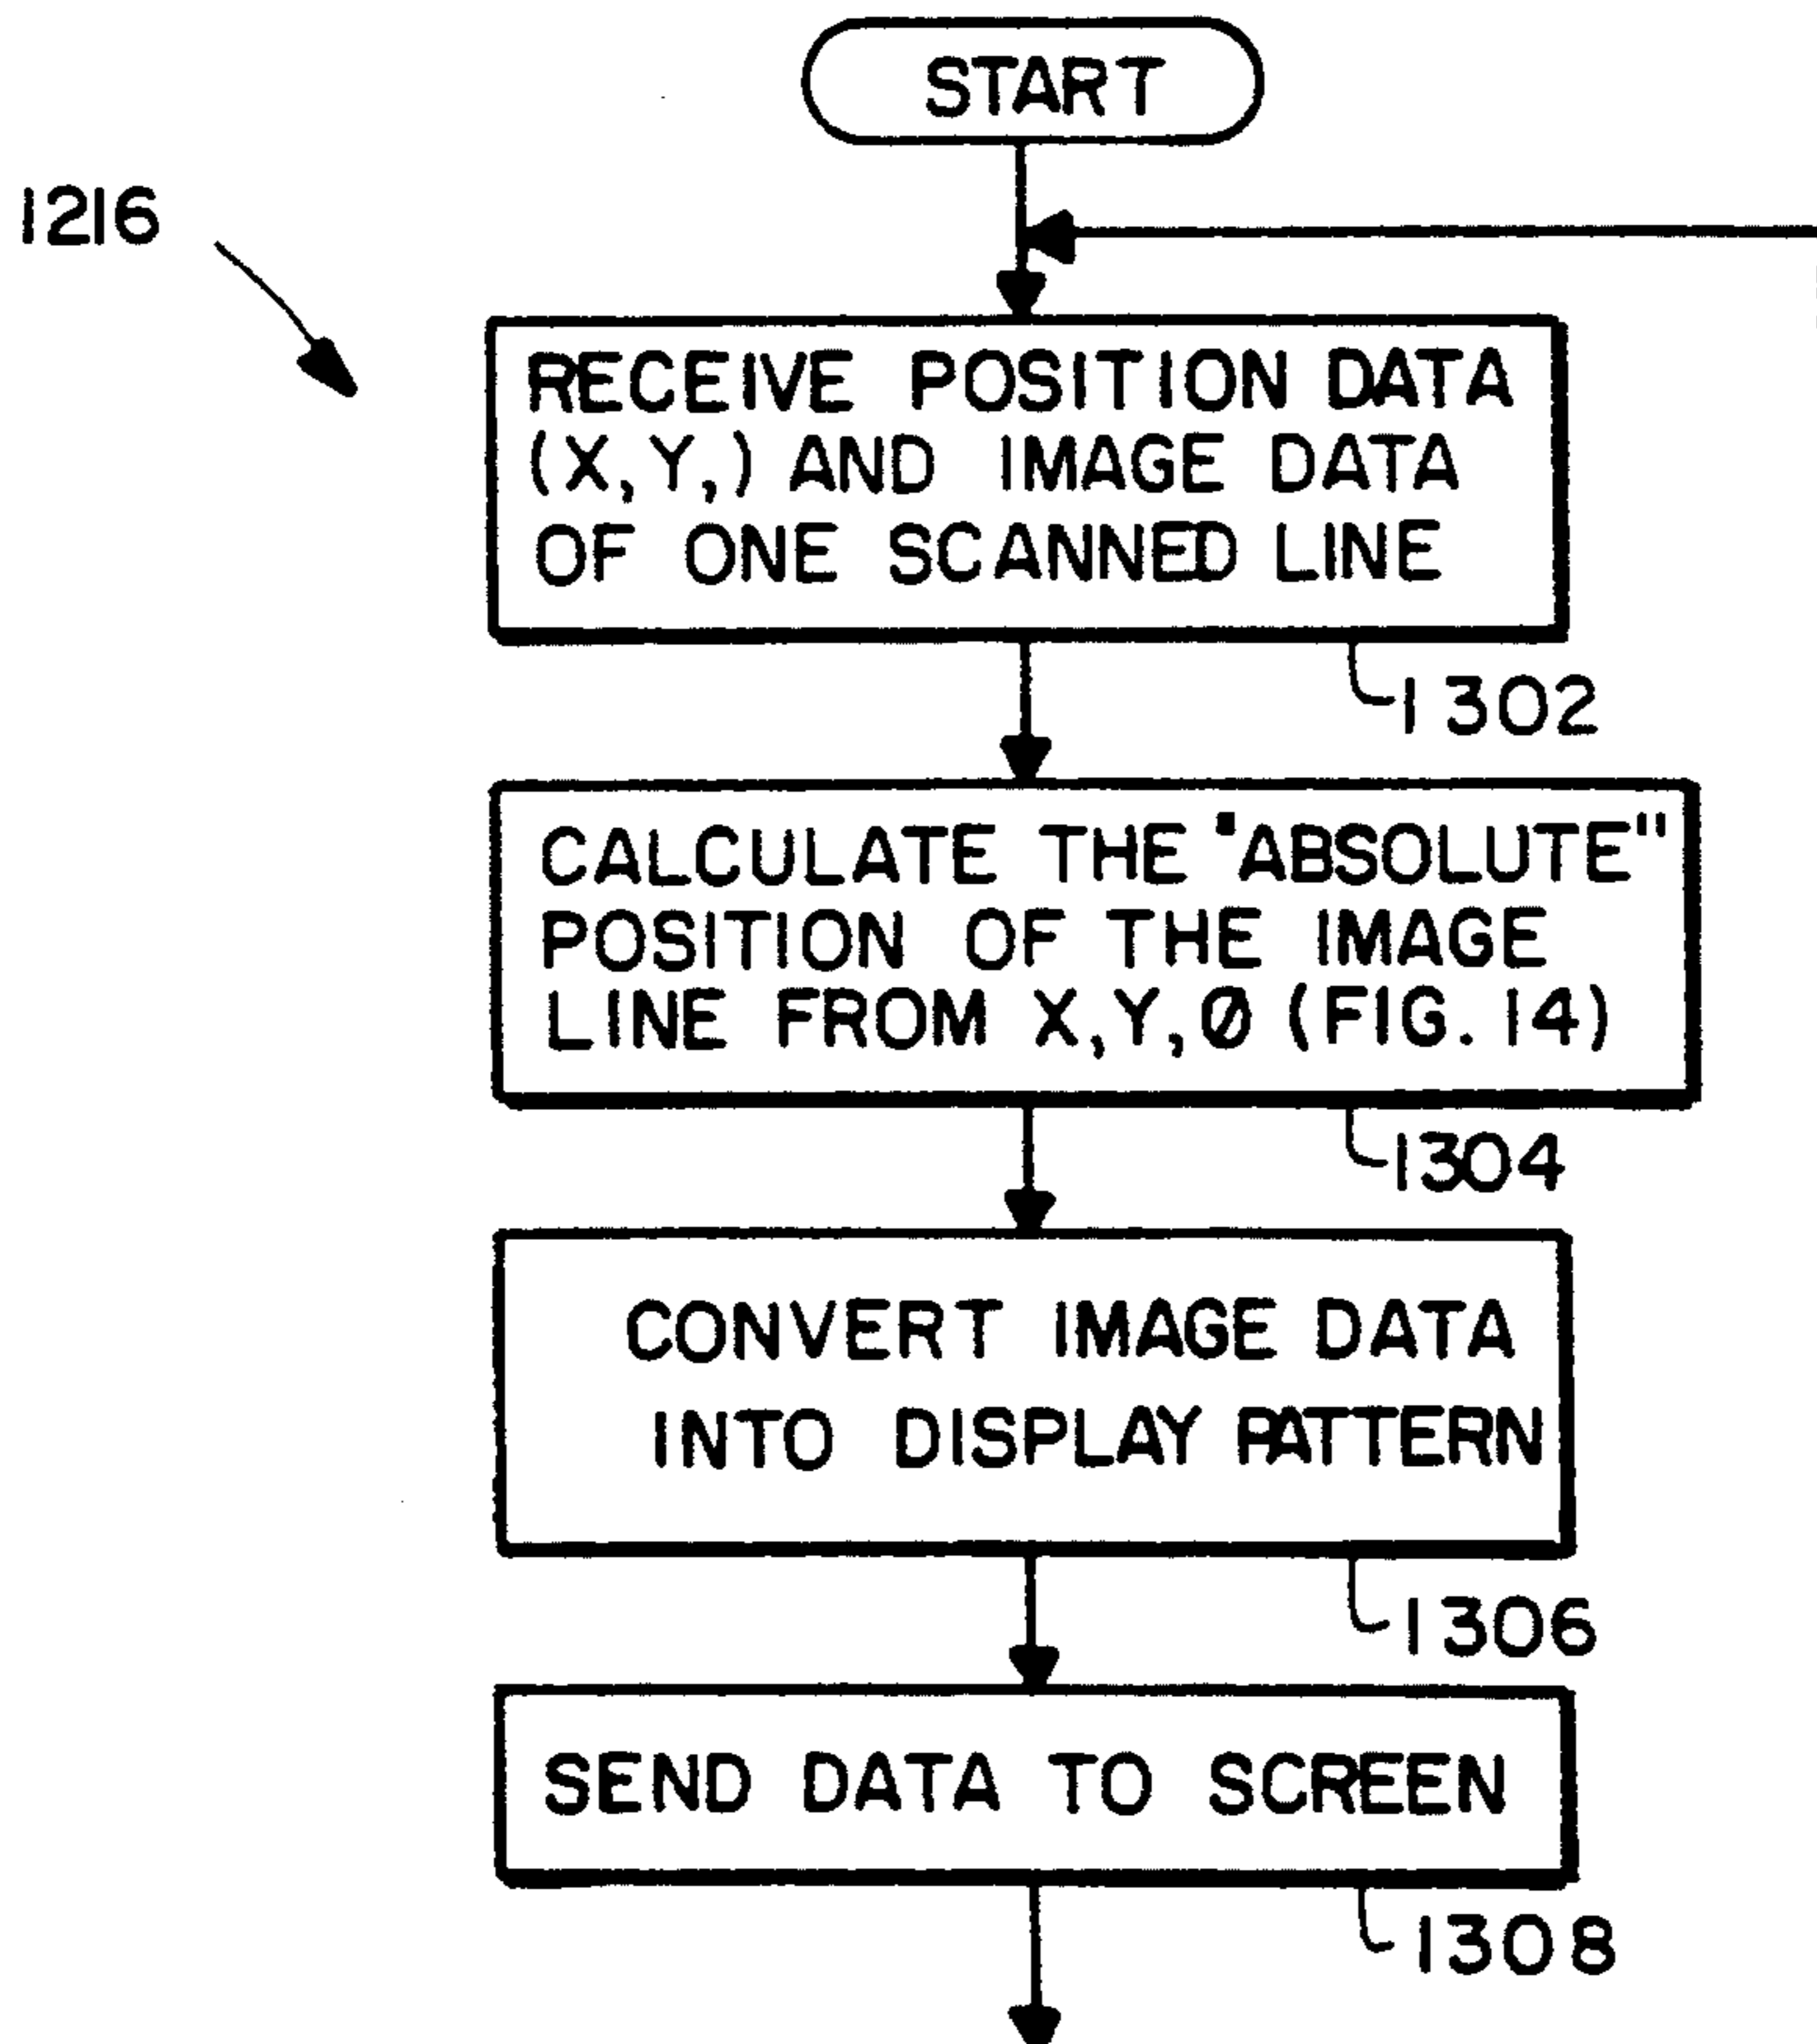 START
1216
RECEIVE POSITION DATA
(X,Y,) AND IMAGE DATA
OF ONE SCANNED LINE
1302
CALCULATE THE "ABSOLUTE"
POSITION OF THE IMAGE
LINE FROM X,Y,Ø (FIG. 14)
1304
CONVERT IMAGE DATA
INTO DISPLAY PATTERN
1306
SEND DATA TO SCREEN
1308